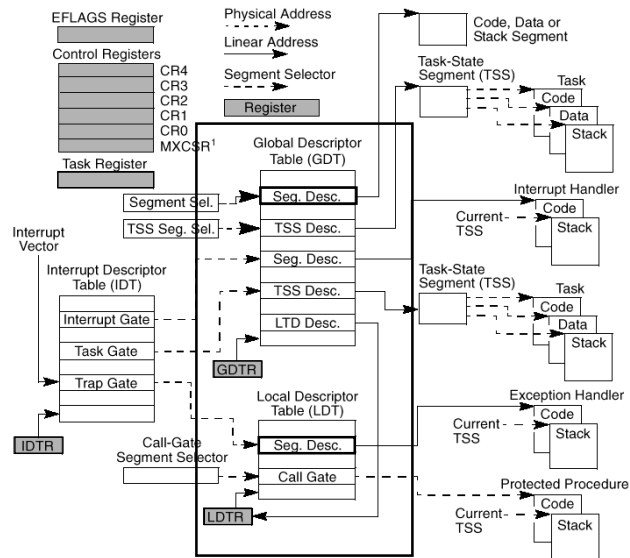 EFLAGS Register
Control Registers
CR4
CR3
CR2
CR1
CR0
MXCSR1
Task Register
Physical Address
Linear Address
Segment Selector
Register
Code, Data or
Stack Segment
Task-State
Segment (TSS)
Task
Code
Data
Stack
Global Descriptor
Table (GDT)
Segment Sel.
Seg. Desc.
TSS Seg. Sel.
TSS Desc.
Seg. Desc.
TSS Desc.
LTD Desc.
GDTR
Interrupt Handler
Code
Current
TSS
Stack
Interrupt
Vector
Interrupt Descriptor
Table (IDT)
Interrupt Gate
Task Gate
Trap Gate
IDTR
Task-State
Segment (TSS)
Task
Code
Data
Stack
Local Descriptor
Table (LDT)
Seg. Desc.
Call-Gate
Segment Selector
Call Gate
LDTR
Exception Handler
Code
Current
TSS
Stack
Protected Procedure
Code
Current
TSS
Stack